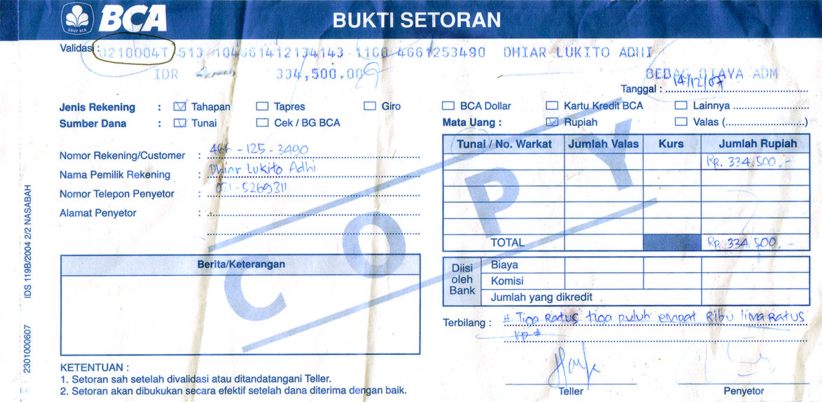 BCA BUKTI SETORAN
Validasi 0210004T 513 1100 4661253490 DHIAR LUKITO ADHI
IDR 334,500.00 BEBAS BIAYA ADM
Tanggal : 14/12/07
Jenis Rekening : Tahapan Tapres Giro BCA Dollar Kartu Kredit BCA Lainnya
Sumber Dana : Tunai Cek / BG BCA Mata Uang : Rupiah Valas (....................)
Nomor Rekening/Customer : 466-125-3490
Nama Pemilik Rekening : Dhiar Lukito Adhi
Nomor Telepon Penyetor : 021-5269311
Alamat Penyetor :
Tunai / No. Warkat Jumlah Valas Kurs Jumlah Rupiah
Rp. 334.500.-
TOTAL Rp. 334.500.-
COPY
Berita/Keterangan
Diisi oleh Bank
Biaya
Komisi
Jumlah yang dikredit
Terbilang : # Tiga Ratus tiga puluh empat Ribu lima Ratus
rp #
Teller Penyetor
KETENTUAN :
1. Setoran sah setelah divalidasi atau ditandatangani Teller.
2. Setoran akan dibukukan secara efektif setelah dana diterima dengan baik.
2301000607 IDS 119B/2004 2/2 NASABAH